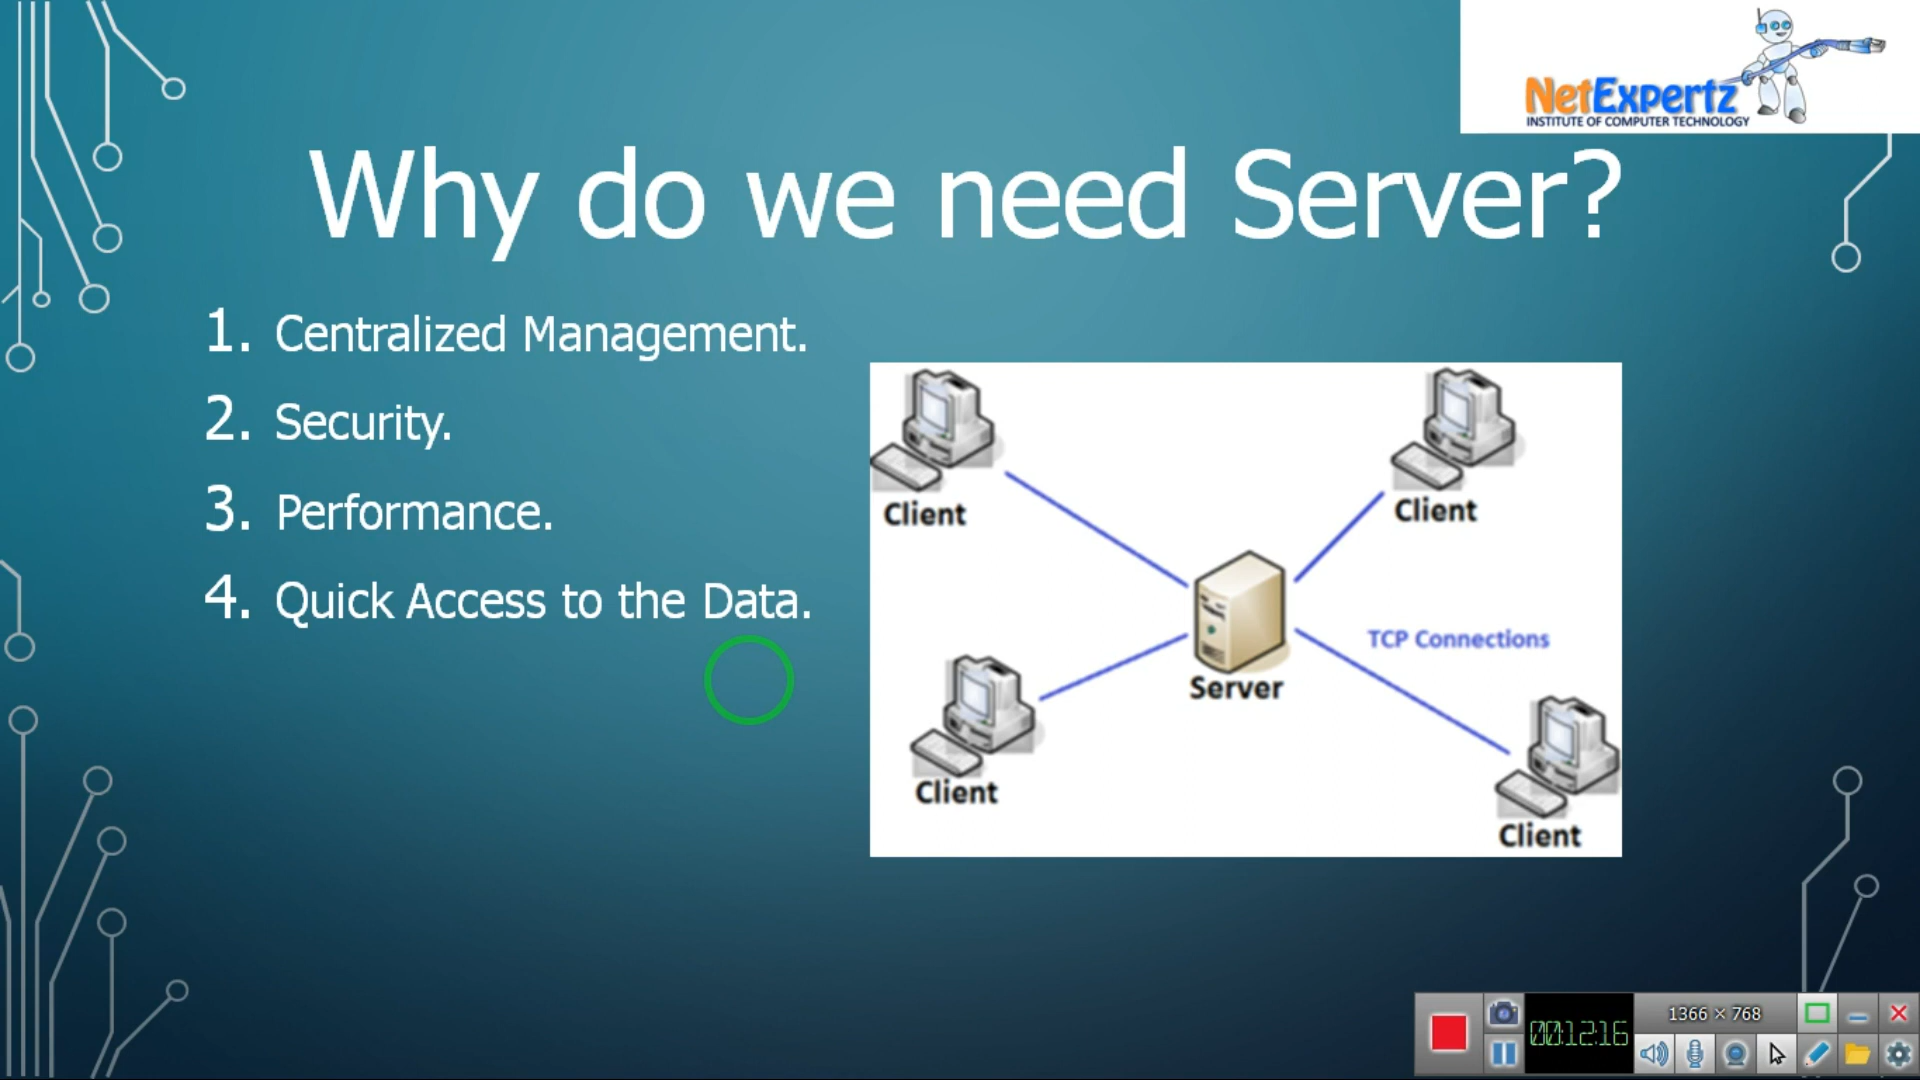 NetExpertz
INSTITUTE OF COMPUTER TECHNOLOGY
Why do we need Server?
1. Centralized Management.
2. Security.
3. Performance.
4. Quick Access to the Data.
Client
Client
TCP Connections
Server
Client
Client
1366 × 768
00:12:16